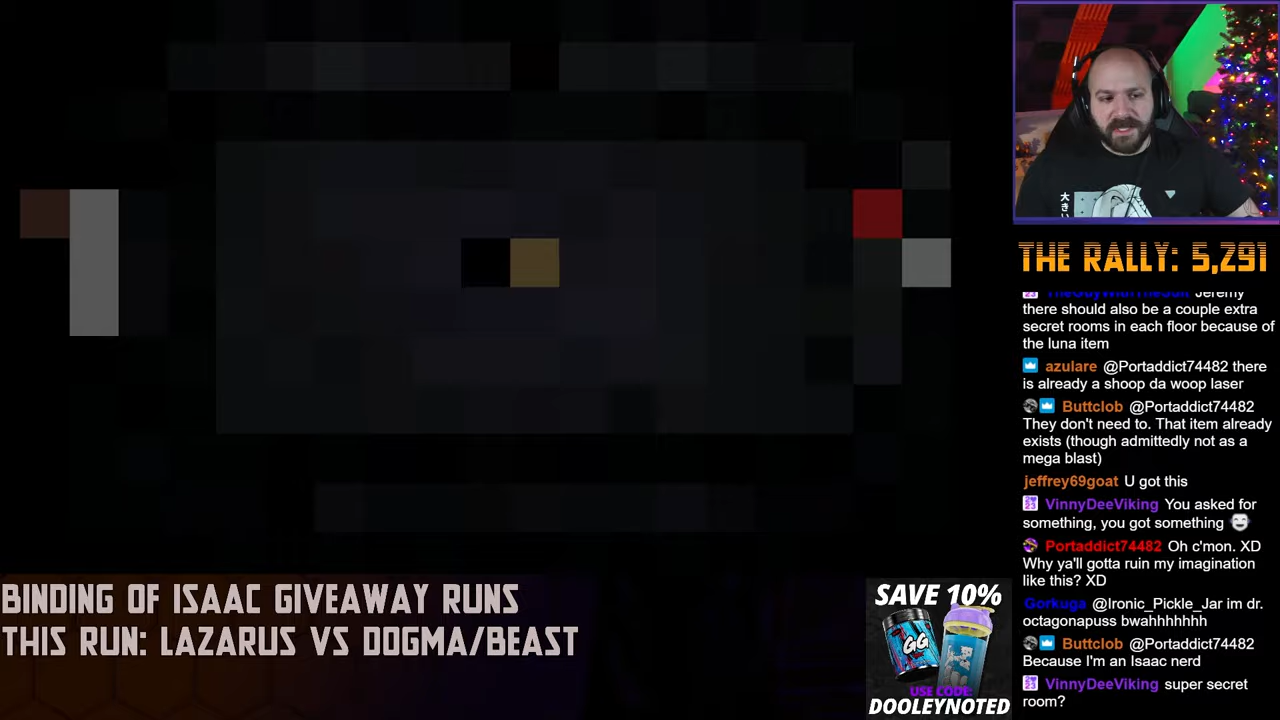 THE RALLY: 5,291
Jeremy
there should also be a couple extra
secret rooms in each floor because of
the luna item
azulare @Portaddict74482 there
is already a shoop da woop laser
Buttclob @Portaddict74482
They don't need to. That item already
exists (though admittedly not as a
mega blast)
jeffrey69goat U got this
VinnyDeeViking You asked for
something, you got something
Portaddict74482 Oh c'mon. XD
Why ya'll gotta ruin my imagination
like this? XD
Gorkuga @Ironic_Pickle_Jar im dr.
octagonapuss bwahhhhhhh
Buttclob @Portaddict74482
Because I'm an Isaac nerd
VinnyDeeViking super secret
room?
BINDING OF ISAAC GIVEAWAY RUNS
THIS RUN: LAZARUS VS DOGMA/BEAST
SAVE 10%
GG
USE CODE:
DOOLEYNOTED